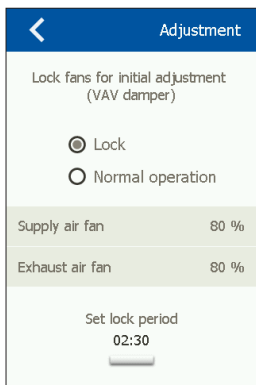 Adjustment
Lock fans for initial adjustment
(VAV damper)
Lock
Normal operation
Supply air fan 80 %
Exhaust air fan 80 %
Set lock period
02:30